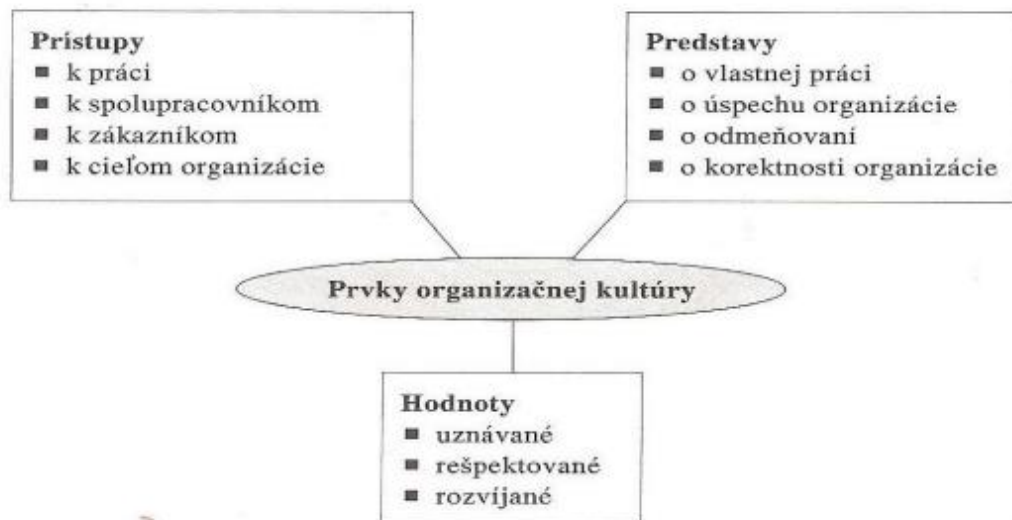 Prístupy
■ k práci
■ k spolupracovníkom
■ k zákazníkom
■ k cieľom organizácie
Predstavy
■ o vlastnej práci
■ o úspechu organizácie
■ o odmeňovaní
■ o korektnosti organizácie
Prvky organizačnej kultúry
Hodnoty
■ uznávané
■ rešpektované
■ rozvíjané